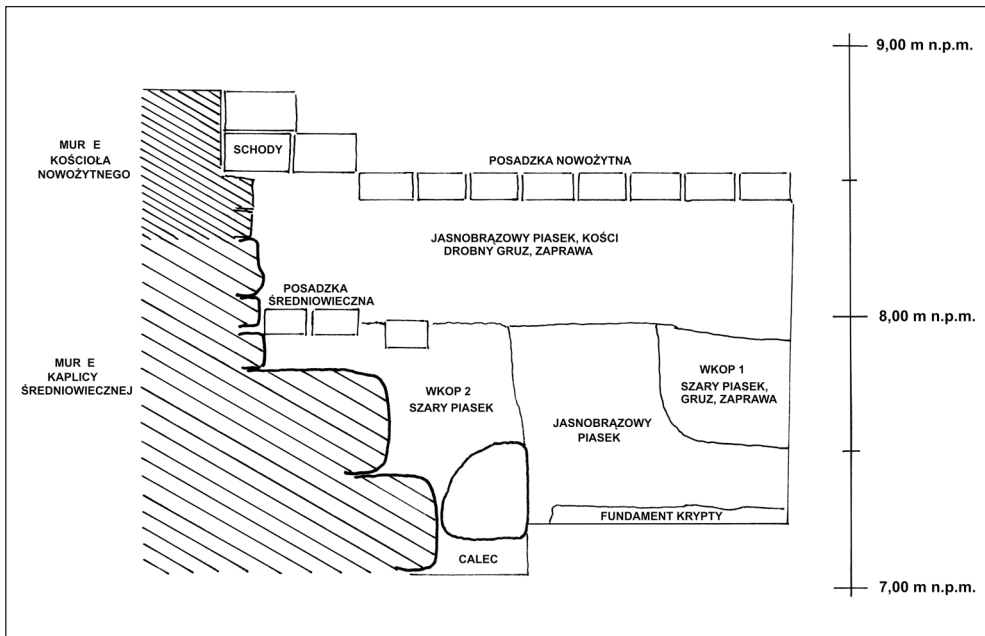 9,00 m n.p.m.
MUR E
KOŚCIOŁA
NOWOŻYTNEGO
SCHODY
POSADZKA NOWOŻYTNA
JASNOBRĄZOWY PIASEK, KOŚCI
DROBNY GRUZ, ZAPRAWA
POSADZKA
ŚREDNIOWIECZNA
8,00 m n.p.m.
MUR E
KAPLICY
ŚREDNIOWIECZNEJ
WKOP 2
SZARY PIASEK
WKOP 1
SZARY PIASEK,
GRUZ, ZAPRAWA
JASNOBRĄZOWY
PIASEK
FUNDAMENT KRYPTY
CALEC
7,00 m n.p.m.